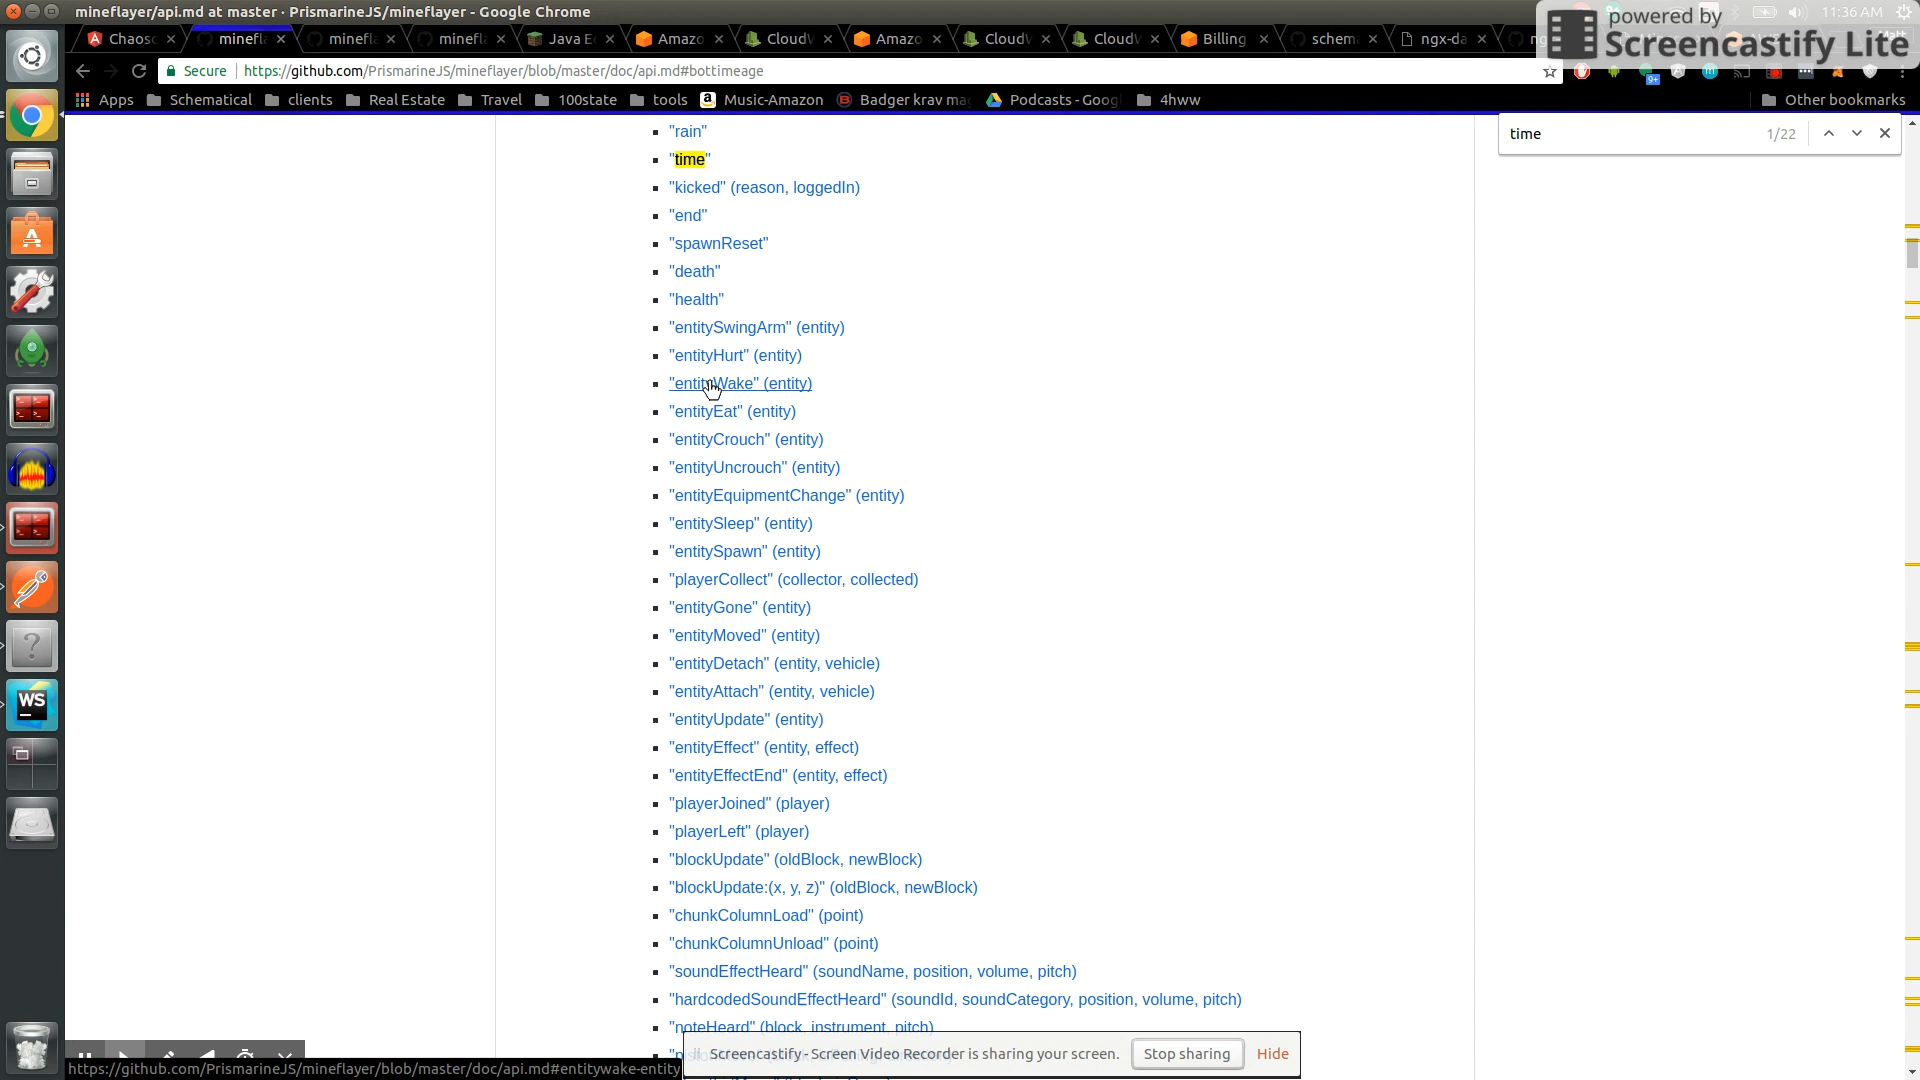 mineflayer/api.md at master · PrismarineJS/mineflayer - Google Chrome
11:36 AM
powered by
Screencastify Lite
Chaos
minefl
minefl
minefl
Java E
Amazo
CloudV
Amazo
CloudV
CloudV
Billing
schem
ngx-da
Secure
https://github.com/PrismarineJS/mineflayer/blob/master/doc/api.md#bottimeage
Apps Schematical clients Real Estate Travel 100state tools Music-Amazon Badger krav ma Podcasts - Goog 4hww Other bookmarks
time 1/22
"rain"
"time"
"kicked" (reason, loggedIn)
"end"
"spawnReset"
"death"
"health"
"entitySwingArm" (entity)
"entityHurt" (entity)
"entityWake" (entity)
"entityEat" (entity)
"entityCrouch" (entity)
"entityUncrouch" (entity)
"entityEquipmentChange" (entity)
"entitySleep" (entity)
"entitySpawn" (entity)
"playerCollect" (collector, collected)
"entityGone" (entity)
"entityMoved" (entity)
"entityDetach" (entity, vehicle)
"entityAttach" (entity, vehicle)
"entityUpdate" (entity)
"entityEffect" (entity, effect)
"entityEffectEnd" (entity, effect)
"playerJoined" (player)
"playerLeft" (player)
"blockUpdate" (oldBlock, newBlock)
"blockUpdate:(x, y, z)" (oldBlock, newBlock)
"chunkColumnLoad" (point)
"chunkColumnUnload" (point)
"soundEffectHeard" (soundName, position, volume, pitch)
"hardcodedSoundEffectHeard" (soundId, soundCategory, position, volume, pitch)
"noteHeard" (block, instrument, pitch)
Screencastify - Screen Video Recorder is sharing your screen. Stop sharing Hide
https://github.com/PrismarineJS/mineflayer/blob/master/doc/api.md#entitywake-entity
WS